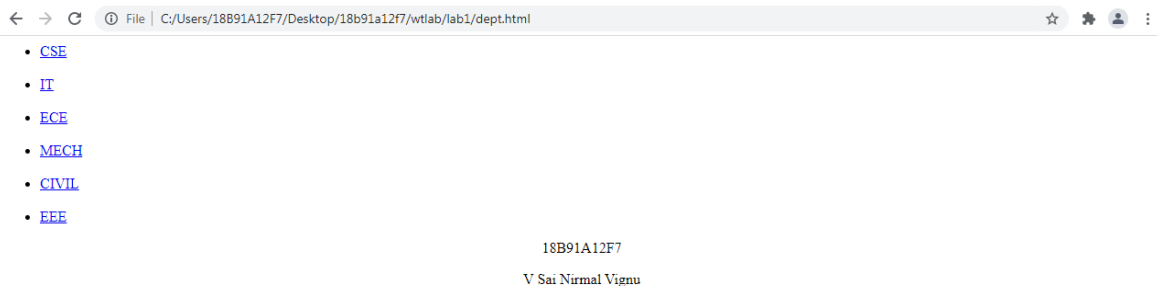 File C:/Users/18B91A12F7/Desktop/18b91a12f7/wtlab/lab1/dept.html
CSE
IT
ECE
MECH
CIVIL
EEE
18B91A12F7
V Sai Nirmal Vignu